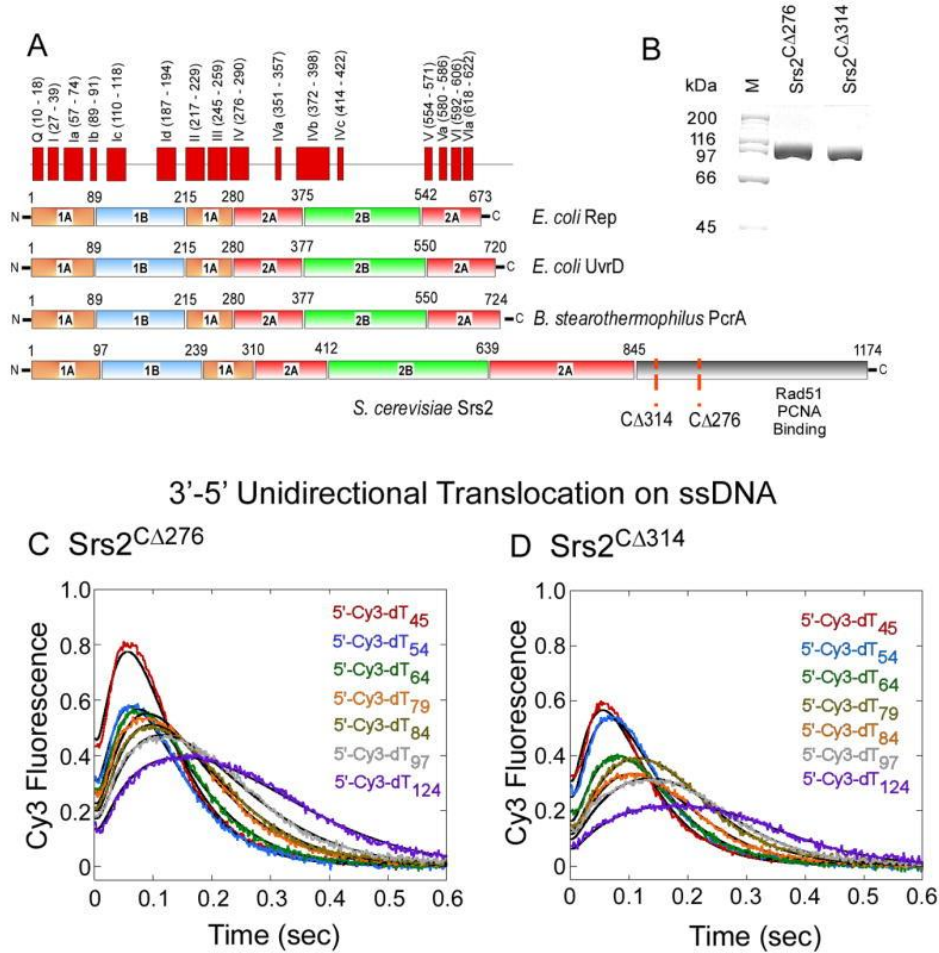 A
Q (10 - 18)
I (27 - 39)
Ia (57 - 74)
Ib (89 - 91)
Ic (110 - 118)
Id (187 - 194)
II (217 - 229)
III (245 - 259)
IV (276 - 290)
IVa (351 - 357)
IVb (372 - 398)
IVc (414 - 422)
V (554 - 571)
Va (580 - 586)
VI (592 - 606)
VIa (618 - 622)
1 89 215 280 375 542 673
N 1A 1B 1A 2A 2B 2A C E. coli Rep
1 89 215 280 377 550 720
N 1A 1B 1A 2A 2B 2A C E. coli UvrD
1 89 215 280 377 550 724
N 1A 1B 1A 2A 2B 2A C B. stearothermophilus PcrA
1 97 239 310 412 639 845 1174
N 1A 1B 1A 2A 2B 2A C
S. cerevisiae Srs2
CΔ314 CΔ276
Rad51
PCNA
Binding
B
kDa M Srs2CΔ276 Srs2CΔ314
200
116
97
66
45
3'-5' Unidirectional Translocation on ssDNA
C Srs2CΔ276
Cy3 Fluorescence
1.0
0.8
0.6
0.4
0.2
0
5'-Cy3-dT45
5'-Cy3-dT54
5'-Cy3-dT64
5'-Cy3-dT79
5'-Cy3-dT84
5'-Cy3-dT97
5'-Cy3-dT124
0 0.1 0.2 0.3 0.4 0.5 0.6
Time (sec)
D Srs2CΔ314
Cy3 Fluorescence
1.0
0.8
0.6
0.4
0.2
0
5'-Cy3-dT45
5'-Cy3-dT54
5'-Cy3-dT64
5'-Cy3-dT79
5'-Cy3-dT84
5'-Cy3-dT97
5'-Cy3-dT124
0 0.1 0.2 0.3 0.4 0.5 0.6
Time (sec)